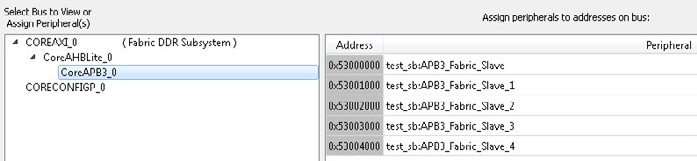 Select Bus to View or
Assign Peripheral(s)
Assign peripherals to addresses on bus:
COREAXI_0 ( Fabric DDR Subsystem )
CoreAHBLite_0
CoreAPB3_0
CORECONFIGP_0
Address Peripheral
0x53000000 test_sb:APB3_Fabric_Slave
0x53001000 test_sb:APB3_Fabric_Slave_1
0x53002000 test_sb:APB3_Fabric_Slave_2
0x53003000 test_sb:APB3_Fabric_Slave_3
0x53004000 test_sb:APB3_Fabric_Slave_4